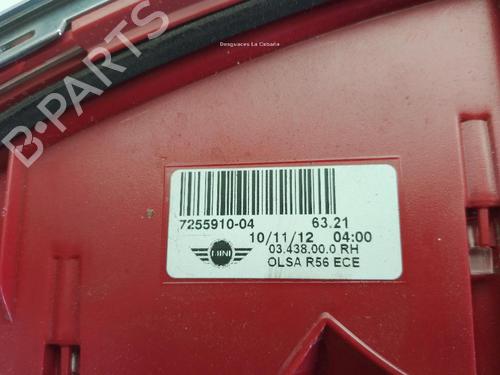 Desguaces La Cabaña
B-PARTS
7255910-04 63.21
10/11/12 04:00
03.438.00.0 RH
MINI
OLSA R56 ECE